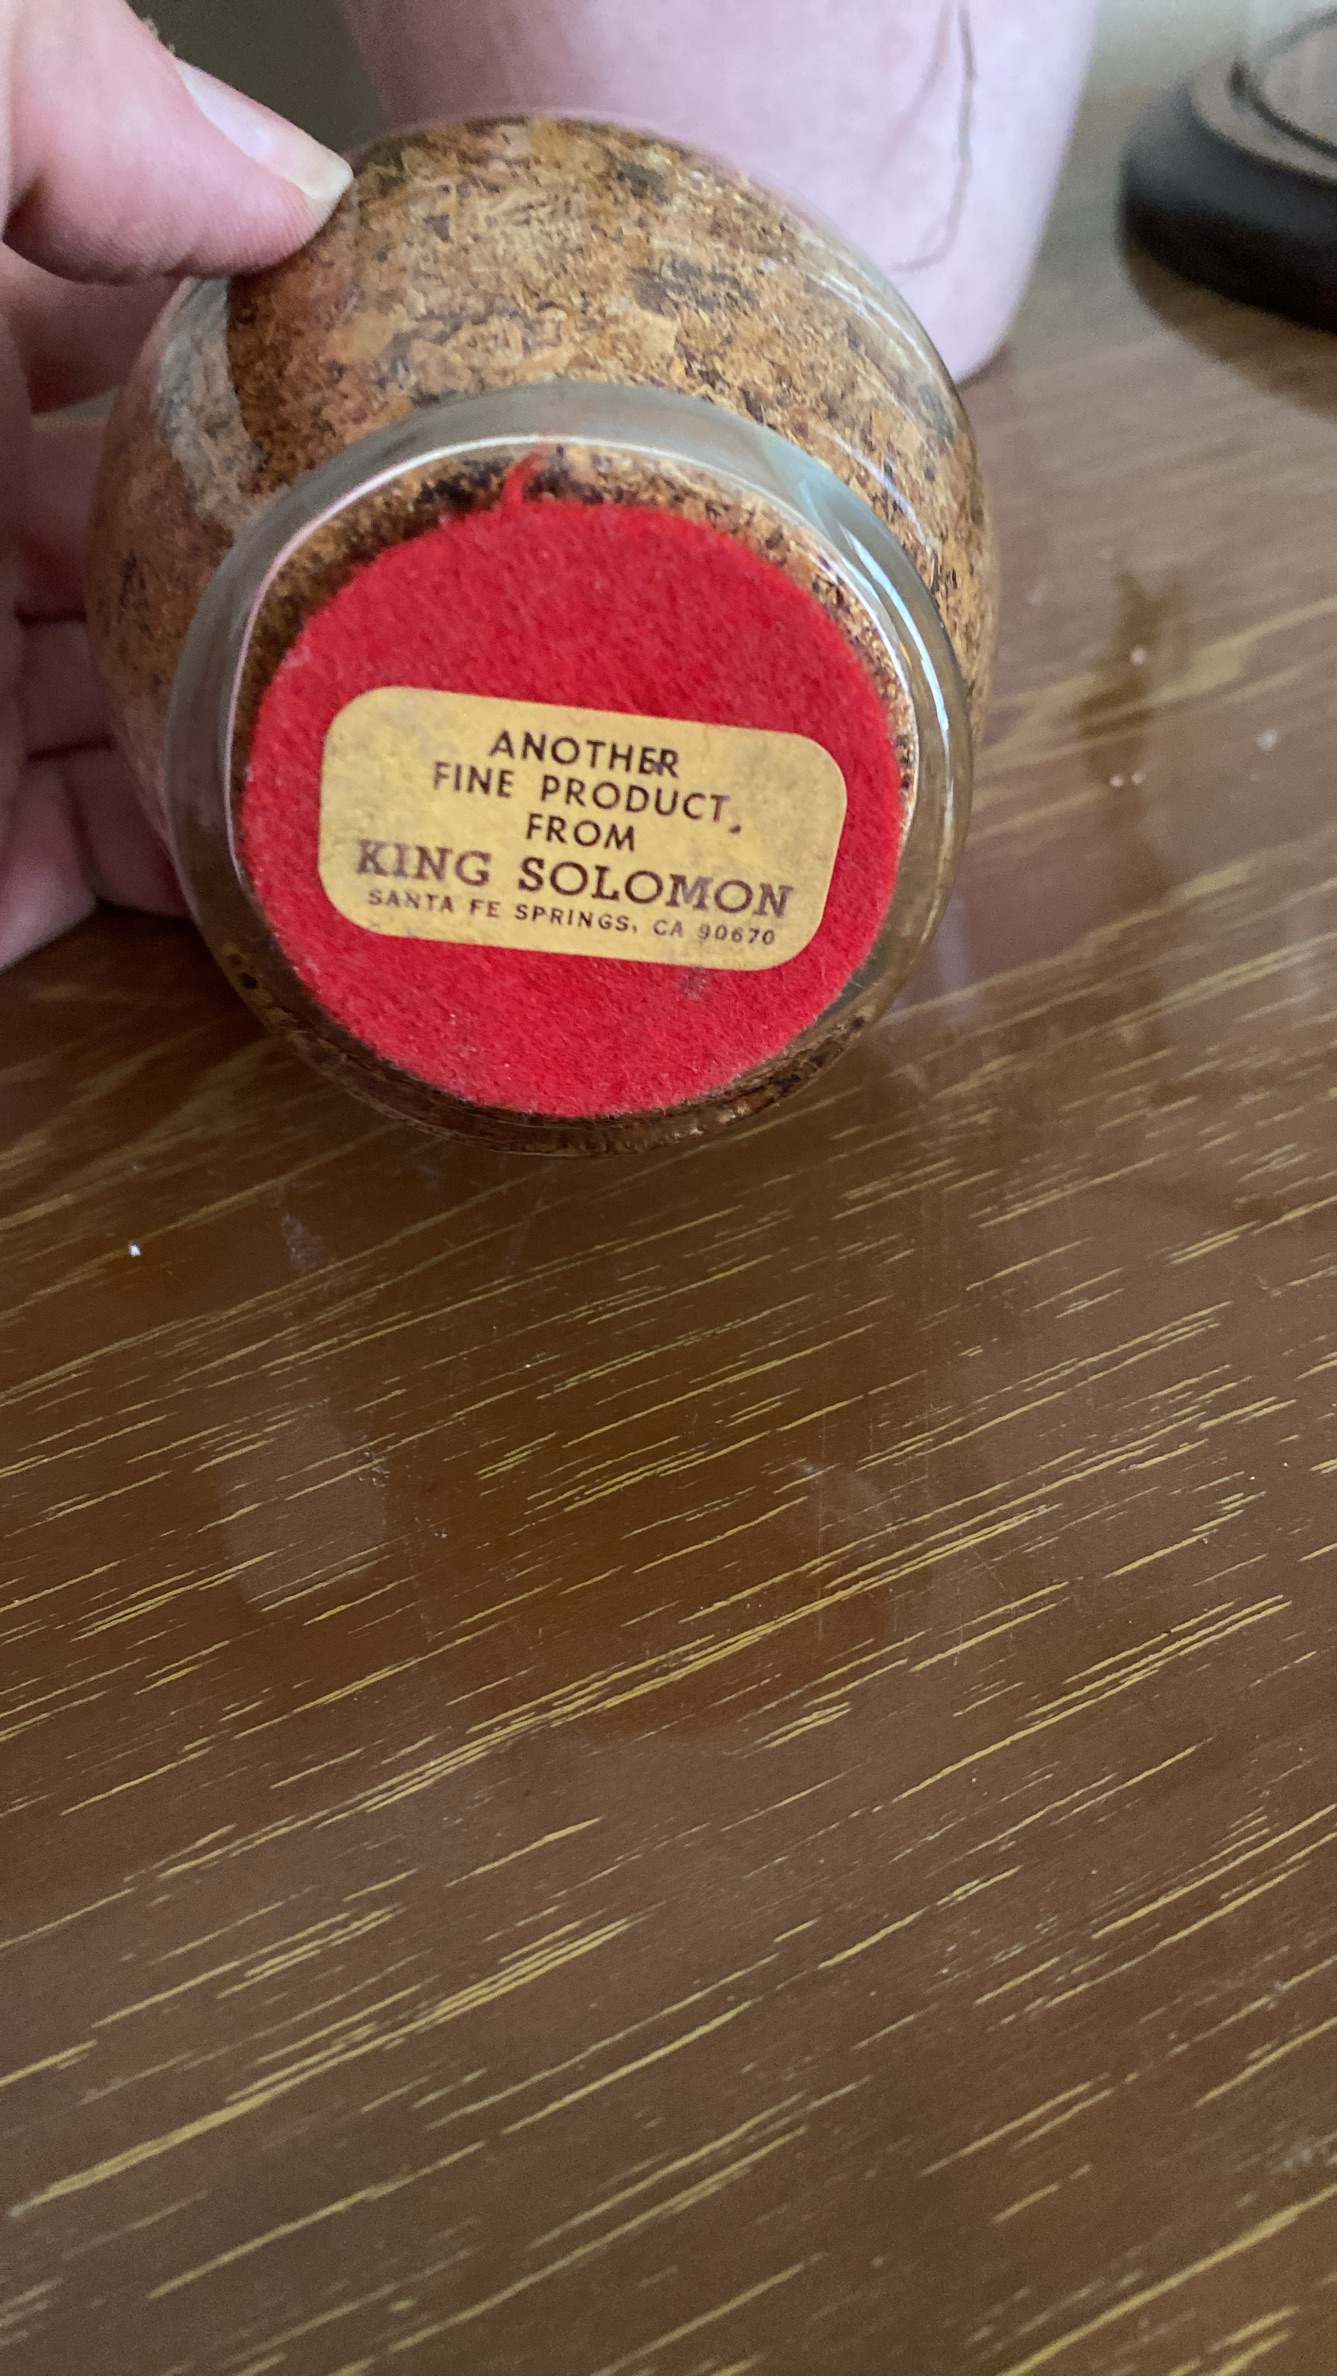 ANOTHER
FINE PRODUCT
FROM
KING SOLOMON
SANTA FE SPRINGS, CA 90670